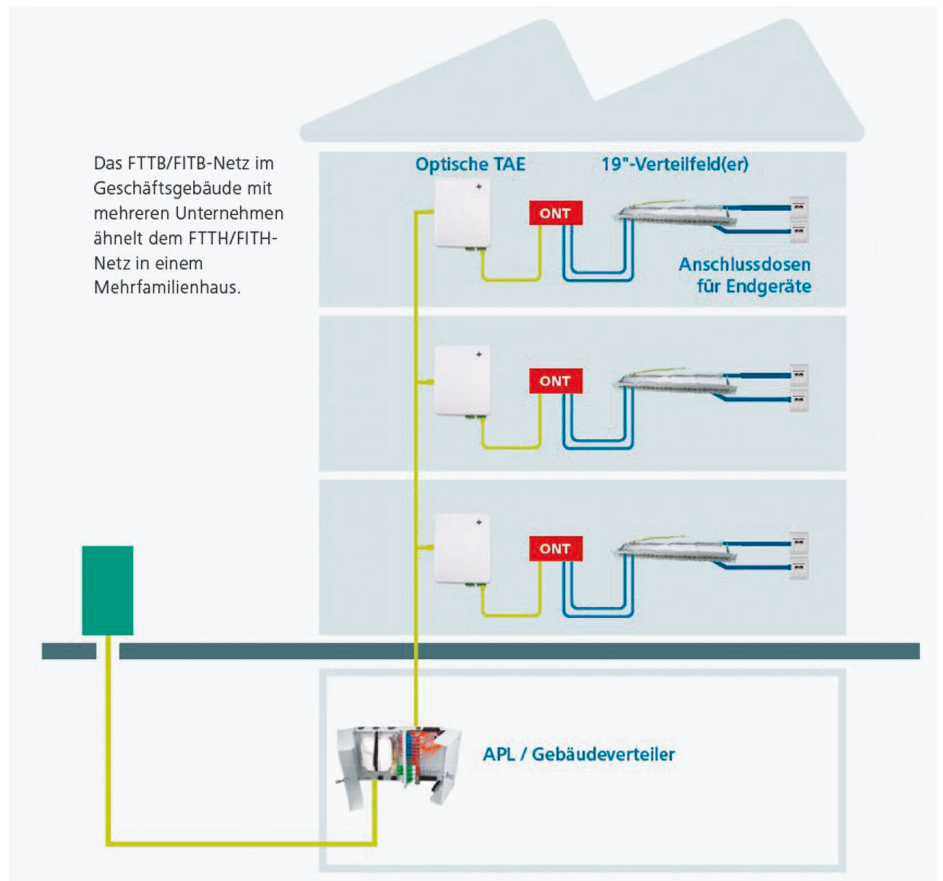 Das FTTB/FITB-Netz im
Geschäftsgebäude mit
mehreren Unternehmen
ähnelt dem FTTH/FITH-
Netz in einem
Mehrfamilienhaus.
Optische TAE
19"-Verteilfeld(er)
ONT
Anschlussdosen
für Endgeräte
ONT
ONT
APL / Gebäudeverteiler